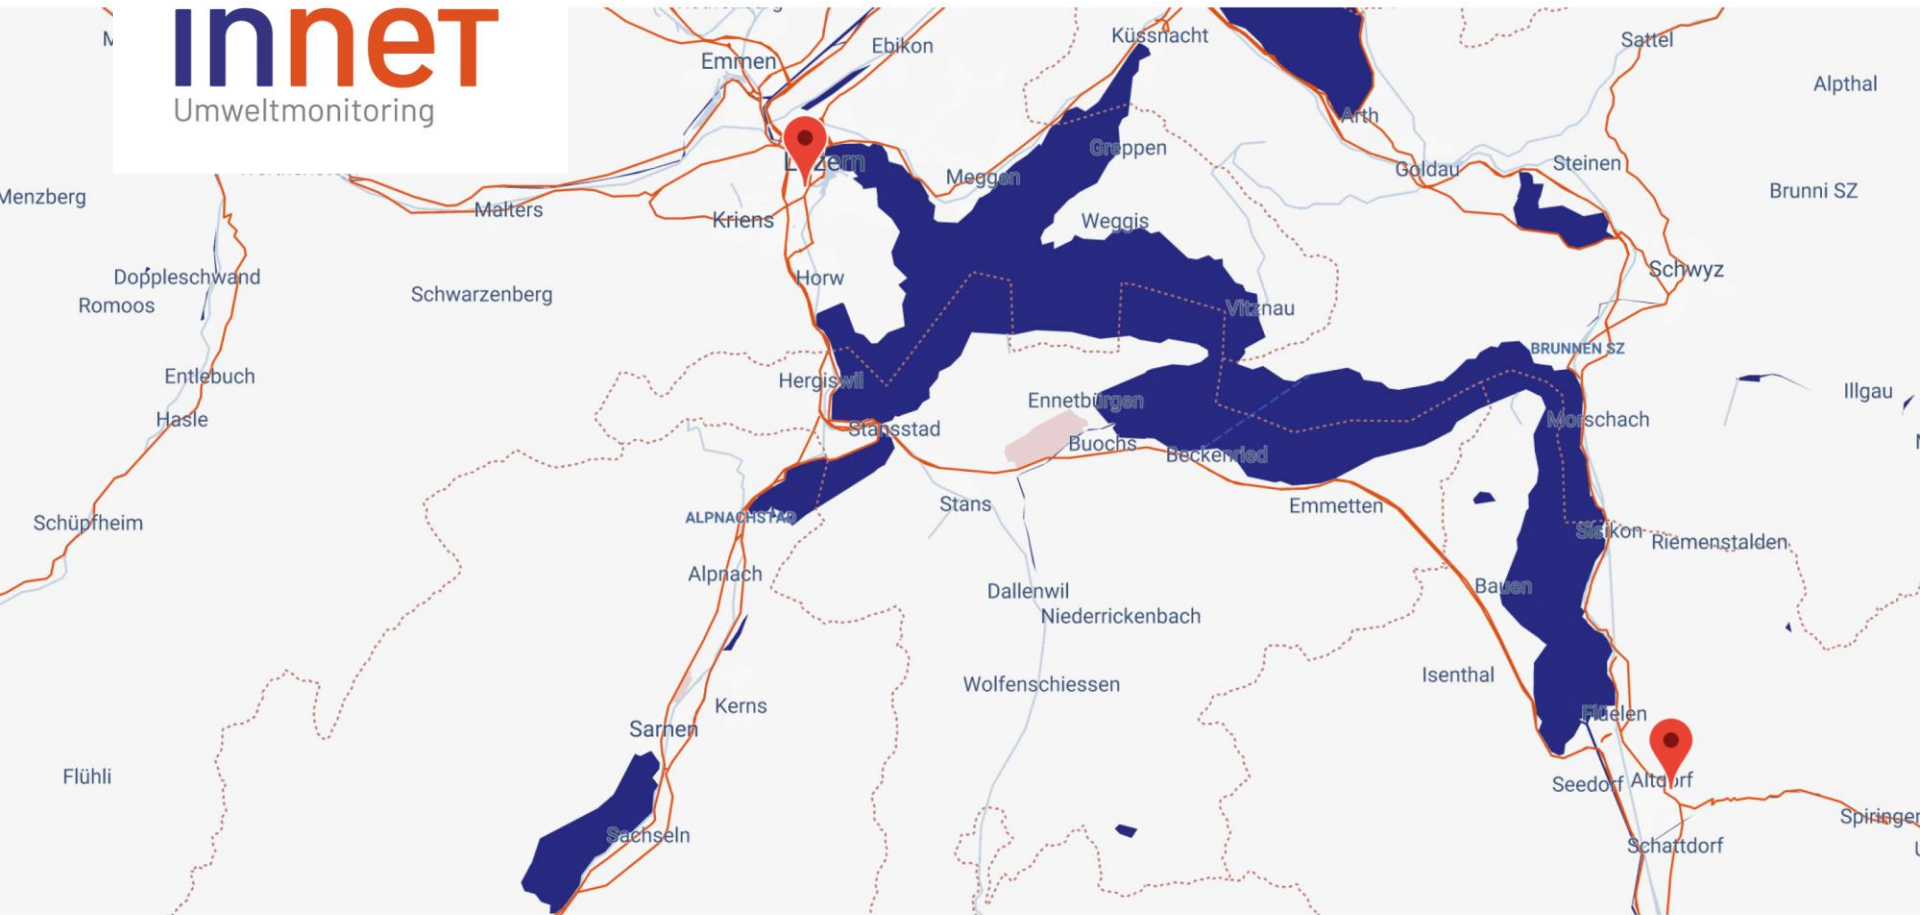 inneT
Umweltmonitoring
Ebikon
Küssnacht
Sattel
Emmen
Alpthal
Arth
Greppen
Luzern
Meggen
Goldau
Steinen
Brunni SZ
Menzberg
Malters
Kriens
Weggis
Doppleschwand
Romoos
Schwarzenberg
Horw
Schwyz
Vitznau
BRUNNEN SZ
Entlebuch
Hergiswil
Ennetbürgen
Illgau
Hasle
Stansstad
Buochs
Beckenried
Morschach
Schüpfheim
ALPNACHSTAD
Stans
Emmetten
Sisikon
Riemenstalden
Alpnach
Dallenwil
Niederrickenbach
Bauen
Isenthal
Wolfenschiessen
Kerns
Sarnen
Flüelen
Flühli
Seedorf
Altdorf
Sachseln
Schattdorf